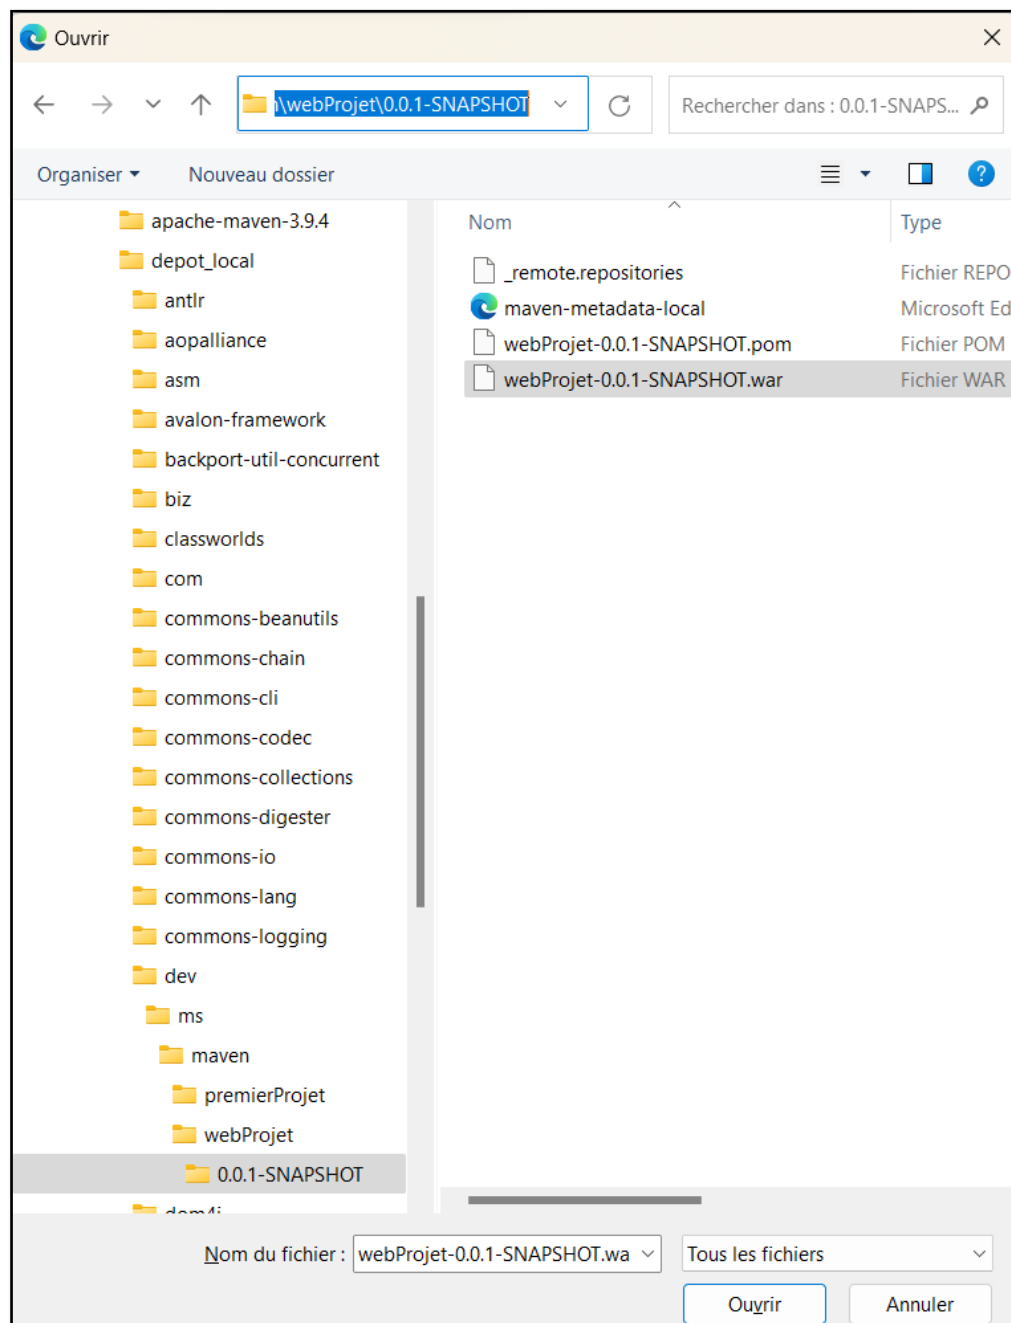 Ouvrir
\webProjet\0.0.1-SNAPSHOT
Rechercher dans : 0.0.1-SNAPS...
Organiser
Nouveau dossier
?
apache-maven-3.9.4
depot_local
antlr
aopalliance
asm
avalon-framework
backport-util-concurrent
biz
classworlds
com
commons-beanutils
commons-chain
commons-cli
commons-codec
commons-collections
commons-digester
commons-io
commons-lang
commons-logging
dev
ms
maven
premierProjet
webProjet
0.0.1-SNAPSHOT
Nom Type
_remote.repositories Fichier REPO
maven-metadata-local Microsoft Ed
webProjet-0.0.1-SNAPSHOT.pom Fichier POM
webProjet-0.0.1-SNAPSHOT.war Fichier WAR
Nom du fichier : webProjet-0.0.1-SNAPSHOT.wa Tous les fichiers
Ouvrir Annuler